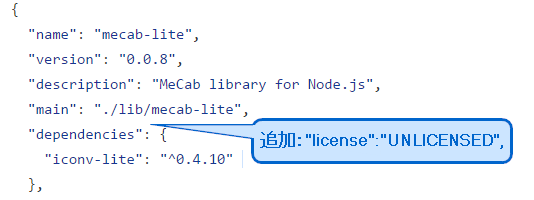 {
"name": "mecab-lite",
"version": "0.0.8",
"description": "MeCab library for Node.js",
"main": "./lib/mecab-lite",
"dependencies": {
追加: "license":"UNLICENSED",
"iconv-lite": "^0.4.10"
},